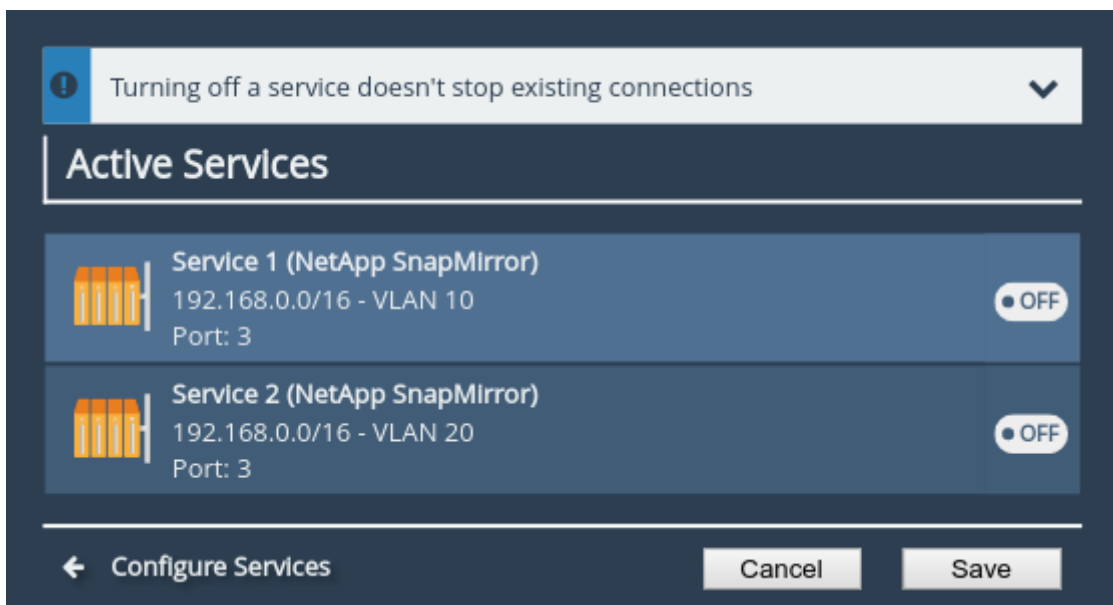 Turning off a service doesn't stop existing connections
Active Services
Service 1 (NetApp SnapMirror)
192.168.0.0/16 - VLAN 10
Port: 3
OFF
Service 2 (NetApp SnapMirror)
192.168.0.0/16 - VLAN 20
Port: 3
OFF
Configure Services
Cancel
Save